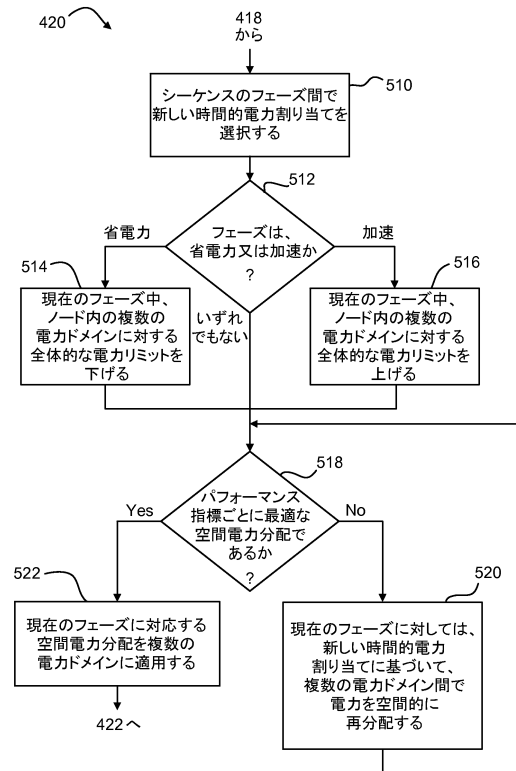 420
418
から
510
シーケンスのフェーズ間で
新しい時間的電力割り当てを
選択する
512
フェーズは、
省電力又は加速か
?
省電力
加速
514
516
現在のフェーズ中、
ノード内の複数の
電力ドメインに対する
全体的な電力リミットを
下げる
いずれ
でもない
現在のフェーズ中、
ノード内の複数の
電力ドメインに対する
全体的な電力リミットを
上げる
518
パフォーマンス
指標ごとに最適な
空間電力分配で
あるか
?
Yes
No
522
520
現在のフェーズに対応する
空間電力分配を複数の
電力ドメインに適用する
現在のフェーズに対しては、
新しい時間的電力
割り当てに基づいて、
複数の電力ドメイン間で
電力を空間的に
再分配する
422へ